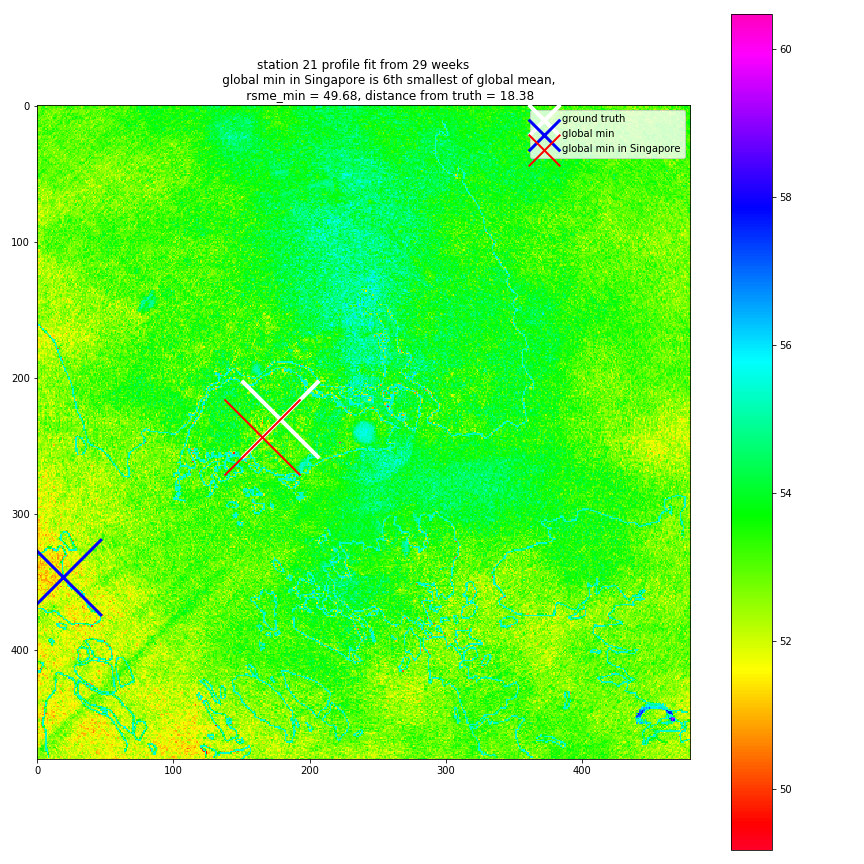 station 21 profile fit from 29 weeks
global min in Singapore is 6th smallest of global mean,
rsme_min = 49.68, distance from truth = 18.38
ground truth
global min
global min in Singapore
0
100
200
300
400
0
100
200
300
400
60
58
56
54
52
50